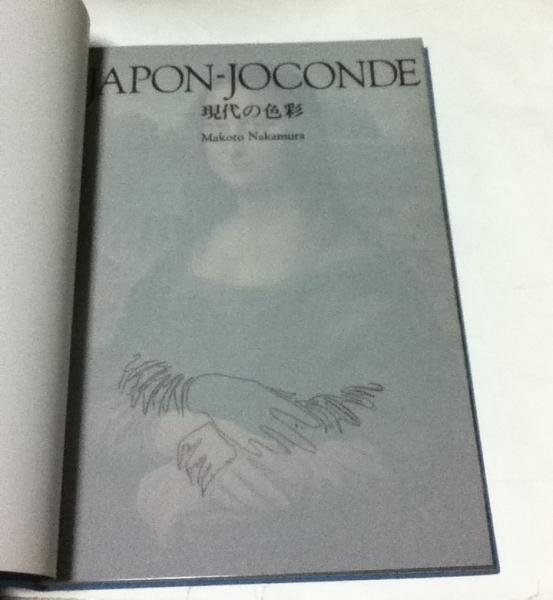 JAPON-JOCONDE
現代の色彩
Makoto Nakamura